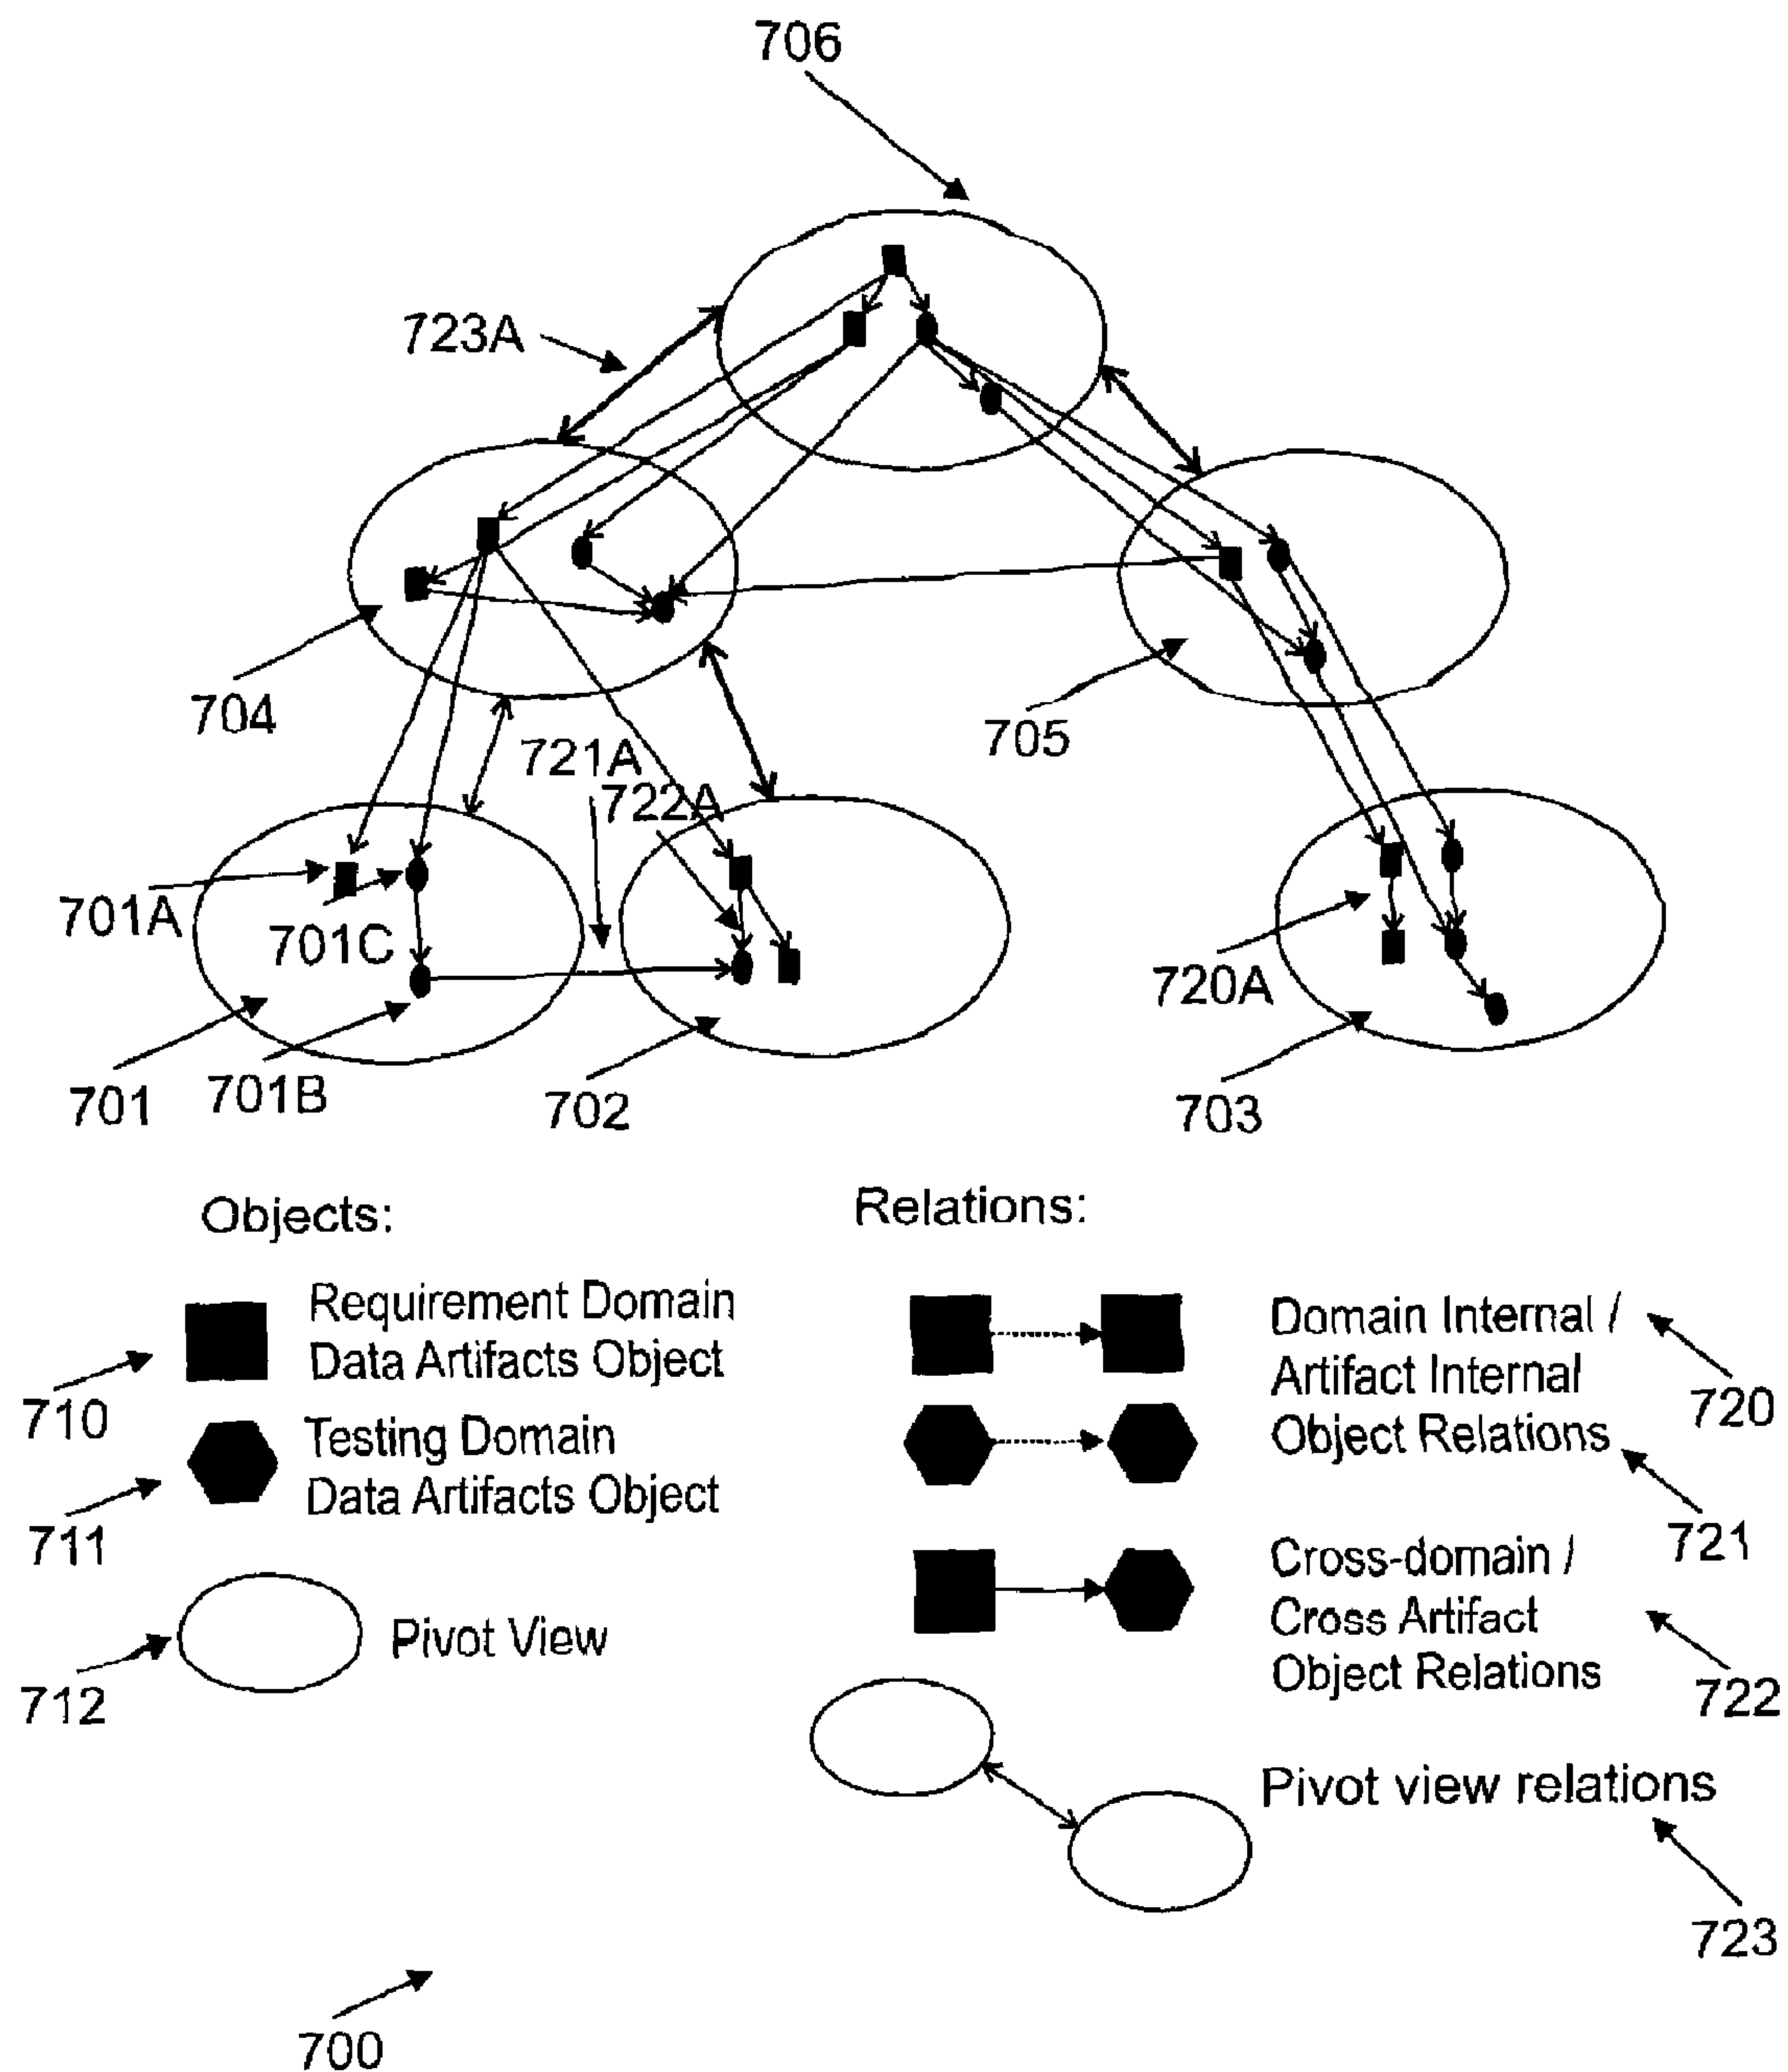 706
723A
704
705
721A
722A
701A
701C
720A
701
701B
702
703
Objects:
Relations:
Requirement Domain
Data Artifacts Object
710
Testing Domain
Data Artifacts Object
711
Pivot View
712
Domain Internal /
Artifact Internal
Object Relations
720
721
Cross-domain /
Cross Artifact
Object Relations
722
Pivot view relations
723
700